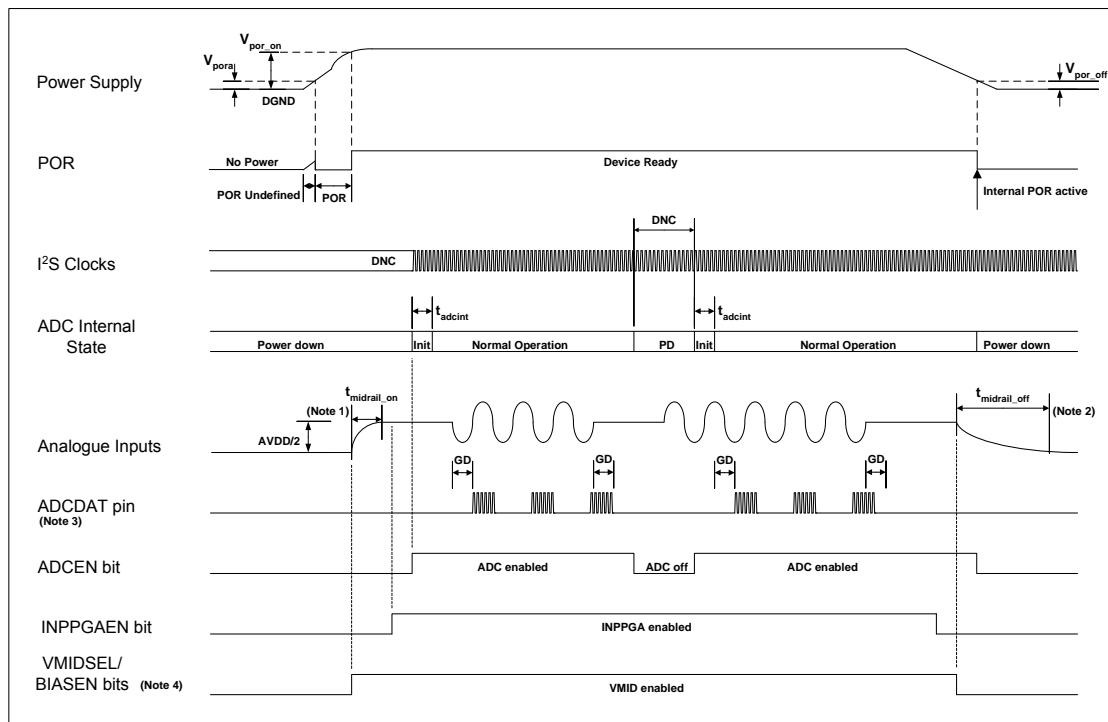 V_por_on
V_pora
Power Supply
DGND
V_por_off
POR
No Power
Device Ready
POR Undefined
POR
Internal POR active
DNC
I²S Clocks
DNC
t_adcint
t_adcint
ADC Internal
State
Power down
Init
Normal Operation
PD
Init
Normal Operation
Power down
t_midrail_on
t_midrail_off
(Note 1)
(Note 2)
Analogue Inputs
AVDD/2
GD
GD
GD
GD
ADCDAT pin
(Note 3)
ADCEN bit
ADC enabled
ADC off
ADC enabled
INPPGAEN bit
INPPGA enabled
VMIDSEL/
BIASEN bits (Note 4)
VMID enabled